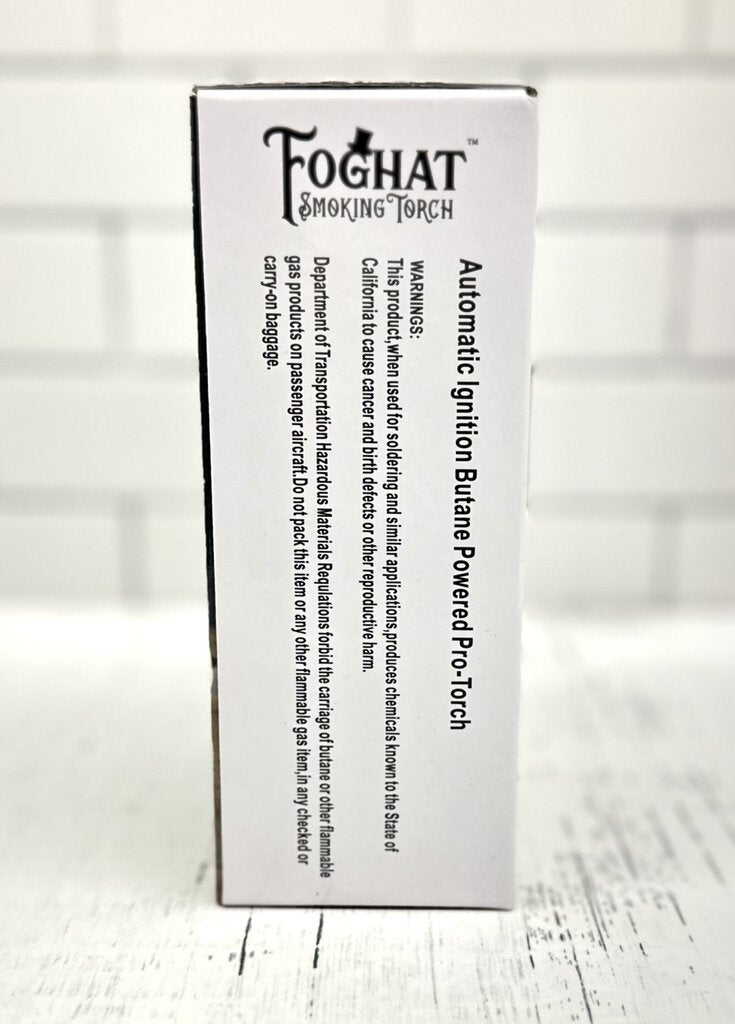 FOGHAT™
SMOKING TORCH
Automatic Ignition Butane Powered Pro-Torch
WARNINGS:
This product,when used for soldering and similar applications,produces chemicals known to the State of
California to cause cancer and birth defects or other reproductive harm.
Department of Transportation Hazardous Materials Requlations forbid the carriage of butane or other flammable
gas products on passenger aircraft.Do not pack this item or any other flammable gas item,in any checked or
carry-on baggage.